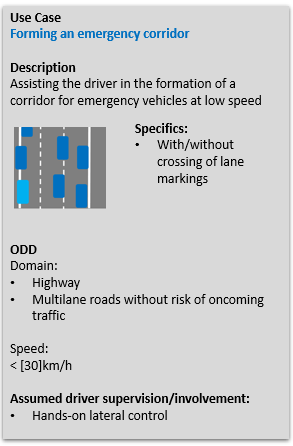 Use Case
Forming an emergency corridor
Description
Assisting the driver in the formation of a
corridor for emergency vehicles at low speed
Specifics:
• With/without
crossing of lane
markings
ODD
Domain:
• Highway
• Multilane roads without risk of oncoming
traffic
Speed:
< [30]km/h
Assumed driver supervision/involvement:
• Hands-on lateral control